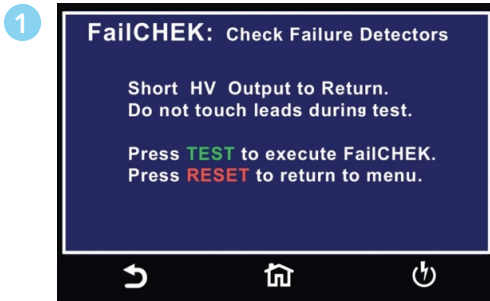 1
FailCHEK: Check Failure Detectors
Short HV Output to Return.
Do not touch leads during test.
Press TEST to execute FailCHEK.
Press RESET to return to menu.